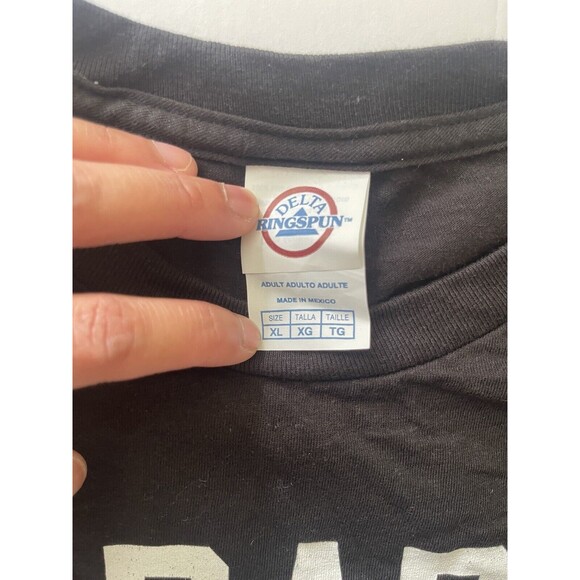 DELTA
RINGSPUN™
ADULT ADULTO ADULTE
MADE IN MEXICO
SIZE TALLA TAILLE
XL XG TG